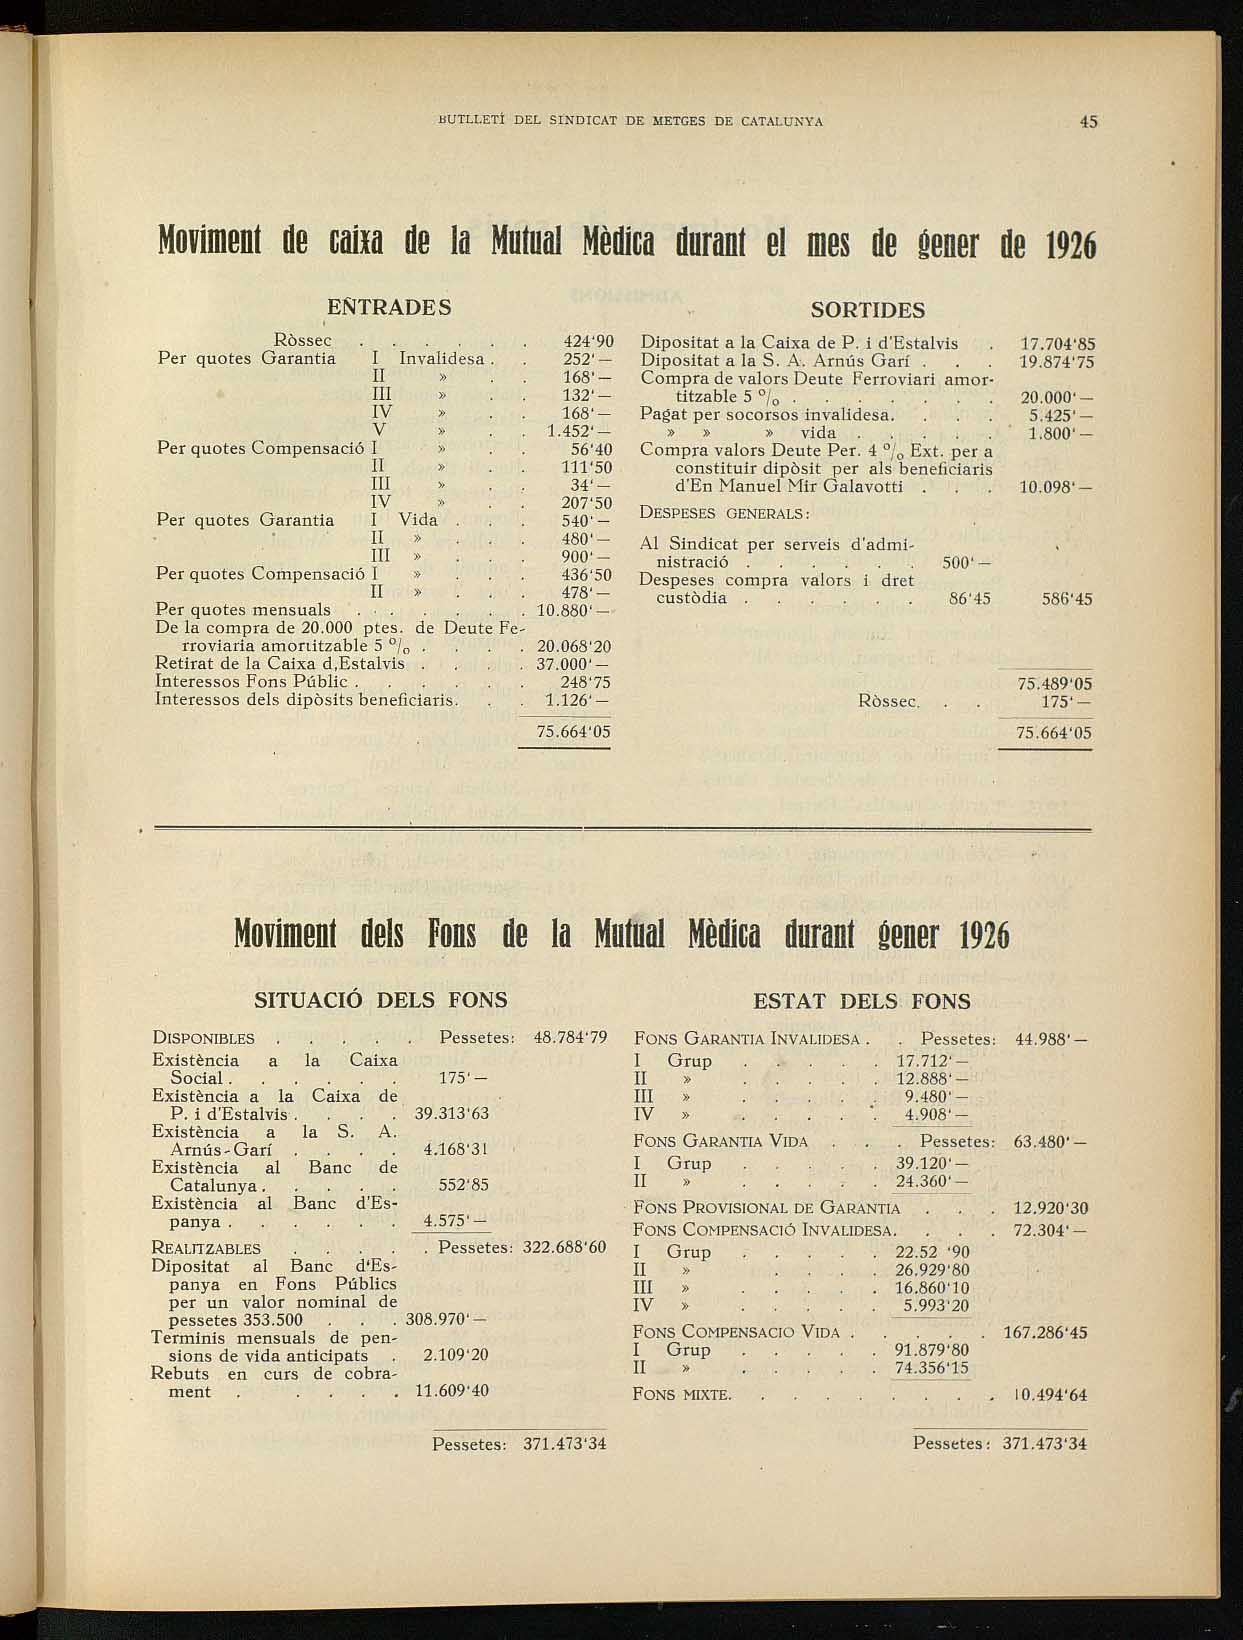 BUTLLETÍ DEL SINDICAT DE METGES DE CATALUNYA 45
Moviment de caixa de la Mutual Mèdica durant el mes de gener de 1926
ENTRADES
Ròssec . . . . . . 424'90
Per quotes Garantia I Invalidesa . . 252'—
II » . . 168'—
III » . . 132'—
IV » . . 168'—
V » . . 1.452'—
Per quotes Compensació I » . . 56'40
II » . . 111'50
III » . . 34'—
IV » . . 207'50
Per quotes Garantia I Vida . . . 540'—
II » . . . 480'—
III » . . . 900'—
Per quotes Compensació I » . . . 436'50
II » . . . 478'—
Per quotes mensuals . . . . . . 10.880'—
De la compra de 20.000 ptes. de Deute Fe-
rroviaria amortitzable 5 % . . . . 20.068'20
Retirat de la Caixa d,Estalvis . . . . 37.000'—
Interessos Fons Públic . . . . . . 248'75
Interessos dels dipòsits beneficiaris. . . 1.126'—
75.664'05
SORTIDES
Dipositat a la Caixa de P. i d'Estalvis . 17.704'85
Dipositat a la S. A. Arnús Garí . . . 19.874'75
Compra de valors Deute Ferroviari amor-
titzable 5 % . . . . . . . 20.000'—
Pagat per socorsos invalidesa. . . . 5.425'—
» » » vida . . . . . 1.800'—
Compra valors Deute Per. 4 % Ext. per a
constituir dipòsit per als beneficiaris
d'En Manuel Mir Galavotti . . . 10.098'—
DESPESES GENERALS:
Al Sindicat per serveis d'admi-
nistració . . . . . . 500'—
Despeses compra valors i dret
custòdia . . . . . . 86'45 586'45
75.489'05
Ròssec. . . 175'—
75.664'05
Moviment dels Fons de la Mutual Mèdica durant gener 1926
SITUACIÓ DELS FONS
DISPONIBLES . . . . . Pessetes: 48.784'79
Existència a la Caixa
Social . . . . . . 175'—
Existència a la Caixa de
P. i d'Estalvis . . . . 39.313'63
Existència a la S. A.
Arnús-Garí . . . . 4.168'31
Existència al Banc de
Catalunya . . . . . 552'85
Existència al Banc d'Es-
panya . . . . . . 4.575'—
REALITZABLES . . . . . Pessetes: 322.688'60
Dipositat al Banc d'Es-
panya en Fons Públics
per un valor nominal de
pessetes 353.500 . . . 308.970'—
Terminis mensuals de pen-
sions de vida anticipats . 2.109'20
Rebuts en curs de cobra-
ment . . . . . 11.609'40
Pessetes: 371.473'34
ESTAT DELS FONS
FONS GARANTIA INVALIDESA . . Pessetes: 44.988'—
I Grup . . . . . 17.712'—
II » . . . . . 12.888'—
III » . . . . . 9.480'—
IV » . . . . . 4.908'—
FONS GARANTIA VIDA . . . Pessetes: 63.480'—
I Grup . . . . . 39.120'—
II » . . . . . 24.360'—
FONS PROVISIONAL DE GARANTIA . . . 12.920'30
FONS COMPENSACIÓ INVALIDESA. . . . 72.304'—
I Grup . . . . . 22.52 '90
II » . . . . 26.929'80
III » . . . . . 16.860'10
IV » . . . . . 5.993'20
FONS COMPENSACIO VIDA . . . . . 167.286'45
I Grup . . . . . 91.879'80
II » . . . . . 74.356'15
FONS MIXTE. . . . . . . . . 10.494'64
Pessetes: 371.473'34